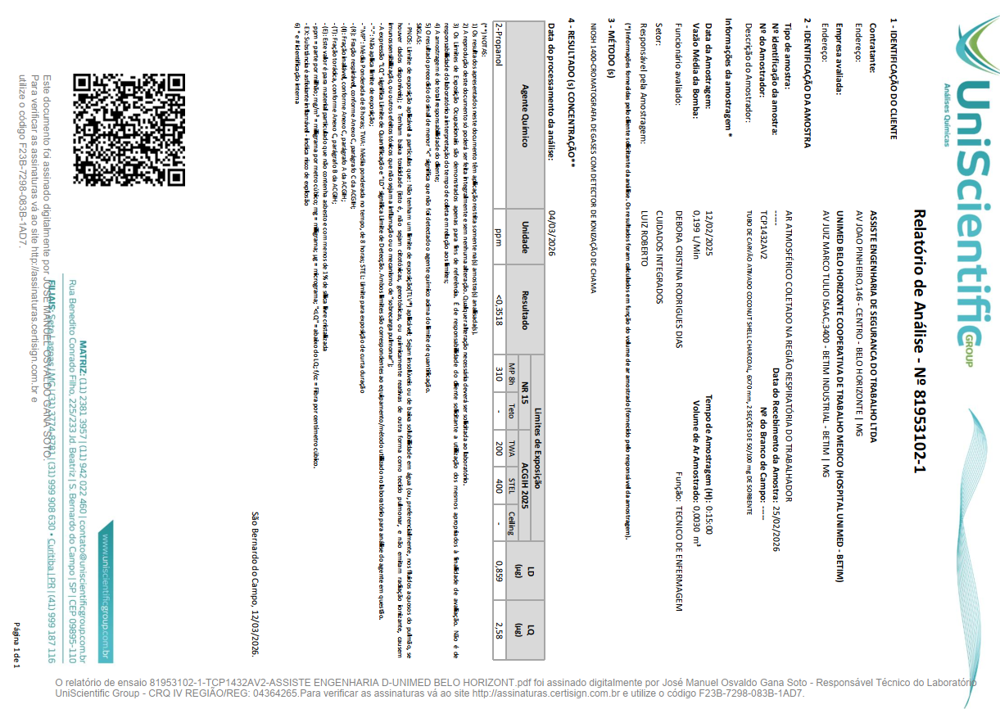 UniScientific GROUP
Análises Químicas
Relatório de Análise - Nº 81953102-1
1 - IDENTIFICAÇÃO DO CLIENTE
Contratante: ASSISTE ENGENHARIA DE SEGURANCA DO TRABALHO LTDA
Endereço: AV JOAO PINHEIRO,146 - CENTRO - BELO HORIZONTE | MG
Empresa avaliada: UNIMED BELO HORIZONTE COOPERATIVA DE TRABALHO MEDICO (HOSPITAL UNIMED - BETIM)
Endereço: AV JUIZ MARCO TULIO ISAAC,3400 - BETIM INDUSTRIAL - BETIM | MG
2 - IDENTIFICAÇÃO DA AMOSTRA
Tipo de amostra: AR ATMOSFÉRICO COLETADO NA REGIÃO RESPIRATÓRIA DO TRABALHADOR
Nº identificação da amostra: ----- Data do Recebimento da Amostra: 25/02/2026
Nº do Amostrador: TCP1432AV2 Nº do Branco de Campo: -----
Descrição do Amostrador: TUBO DE CARVÃO ATIVADO COCONUT SHELL CHARCOAL, 6X70 mm, 2 SEÇÕES DE 50/100 mg DE SORBENTE
Informações da amostragem *
Data da Amostragem: 12/02/2025 Tempo de Amostragem (H): 0:15:00
Vazão Média da Bomba: 0,199 L/Min Volume de Ar Amostrado: 0,0030 m³
Funcionário avaliado: DEBORA CRISTINA RODRIGUES DIAS Função: TECNICO DE ENFERMAGEM
Setor: CUIDADOS INTEGRADOS
Responsável pela Amostragem: LUIZ ROBERTO
(*) Informações fornecidas pelo cliente solicitante da análise. Os resultados foram calculados em função do volume de ar amostrado (fornecido pelo responsável da amostragem).
3 - MÉTODO (s)
NIOSH 1400-CROMATOGRAFIA DE GASES COM DETECTOR DE IONIZAÇÃO DE CHAMA
4 - RESULTADO (s) CONCENTRAÇÃO**
Data do processamento da análise: 04/03/2026
Agente Químico Unidade Resultado Limites de Exposição LD (µg) LQ (µg)
NR 15 ACGIH 2025
MP 8h Teto TWA STEL Ceiling
2-Propanol ppm <0,3518 310 - 200 400 - 0,859 2,58
(**) NOTAS:
1) Os resultados apresentados neste documento têm aplicação restrita na(s) amostra(s) analisada(s).
2) A reprodução deste documento só poderá ser feita integralmente e sem nenhuma alteração. Qualquer alteração necessária deverá ser solicitada ao laboratório.
3) Os Limites de Exposição Ocupacionais são demonstrados apenas para fins de referência. É de responsabilidade do cliente solicitante a utilização dos mesmos apropriados à finalidade de avaliação. Não é de
responsabilidade do laboratório a interpretação do tempo de coleta em relação aos limites;
4) A amostragem é de total responsabilidade do cliente;
5) O resultado precedido do sinal de menor "<" significa que não foi detectado o agente químico acima do limite de quantificação.
SIGLAS:
- PNOS: Limite de exposição aplicável a partículas que: Não tenham um limite de exposição(TLV®) aplicável; Sejam insolúveis ou de baixa solubilidade em água (ou, preferencialmente, nos fluidos aquosos do pulmão, se
houver dados disponíveis; e Tenham baixa toxicidade (isto é, não sejam citotóxicas, genotóxicas, ou quimicamente reativas de outra forma como tecido pulmonar, e não emitam radiação ionizante, causem
imunossensibilização, ou outros efeitos tóxicos que não sejam a inflamação ou o mecanismo de "sobrecarga pulmonar");
- A expressão "LQ" significa Limite de Quantificação e "LD" significa Limite de Detecção. Ambos limites são correspondentes ao equipamento/método utilizado no laboratório para análise do agente em questão.
- "-": Não aplica limite de exposição;
- "MP": Média Ponderada de 8 horas; TWA: Média ponderada no tempo, de 8 horas; STEL: Limite para exposição de curta duração
- (R): Fração respirável, conforme Anexo C, parágrafo C da ACGIH;
- (I): Fração inalável, conforme Anexo C, parágrafo A da ACGIH;
- (T): Fração torácica, conforme Anexo C, parágrafo B da ACGIH;
- (E): Este valor é para material particulado que não contenha asbesto e com menos de 1% de sílica livre cristalizada
- ppm = parte por milhão; mg/m³ = miligrama por metro cúbico; mg = miligrama; µg = micrograma; "<LQ" = abaixo do LQ; f/cc = Fibra por centímetro cúbico.
- EX: Substância é asfixiante inflamável - indica risco de explosão
6) * e # identificação interna
São Bernardo do Campo, 12/03/2026.
www.uniscientificgroup.com.br
MATRIZ: (11) 2381 3957 | (11) 942 022 460 | contato@uniscientificgroup.com.br
Rua Benedito Conrado Filho, 225/233 Jd. Beatriz | S. Bernardo do Campo | SP | CEP 09895-110
FILIAIS: Sete Lagoas | MG | (31) 3774-8281 | (31) 999 908 630 • Curitiba | PR | (41) 999 187 116
Este documento foi assinado digitalmente por JOSE MANUEL OSVALDO GANA SOTO.
Para verificar as assinaturas vá ao site http://assinaturas.certisign.com.br e
utilize o código F23B-7298-083B-1AD7.
Página 1 de 1
O relatório de ensaio 81953102-1-TCP1432AV2-ASSISTE ENGENHARIA D-UNIMED BELO HORIZONT.pdf foi assinado digitalmente por José Manuel Osvaldo Gana Soto - Responsável Técnico do Laboratório
UniScientific Group - CRQ IV REGIÃO/REG: 04364265.Para verificar as assinaturas vá ao site http://assinaturas.certisign.com.br e utilize o código F23B-7298-083B-1AD7.